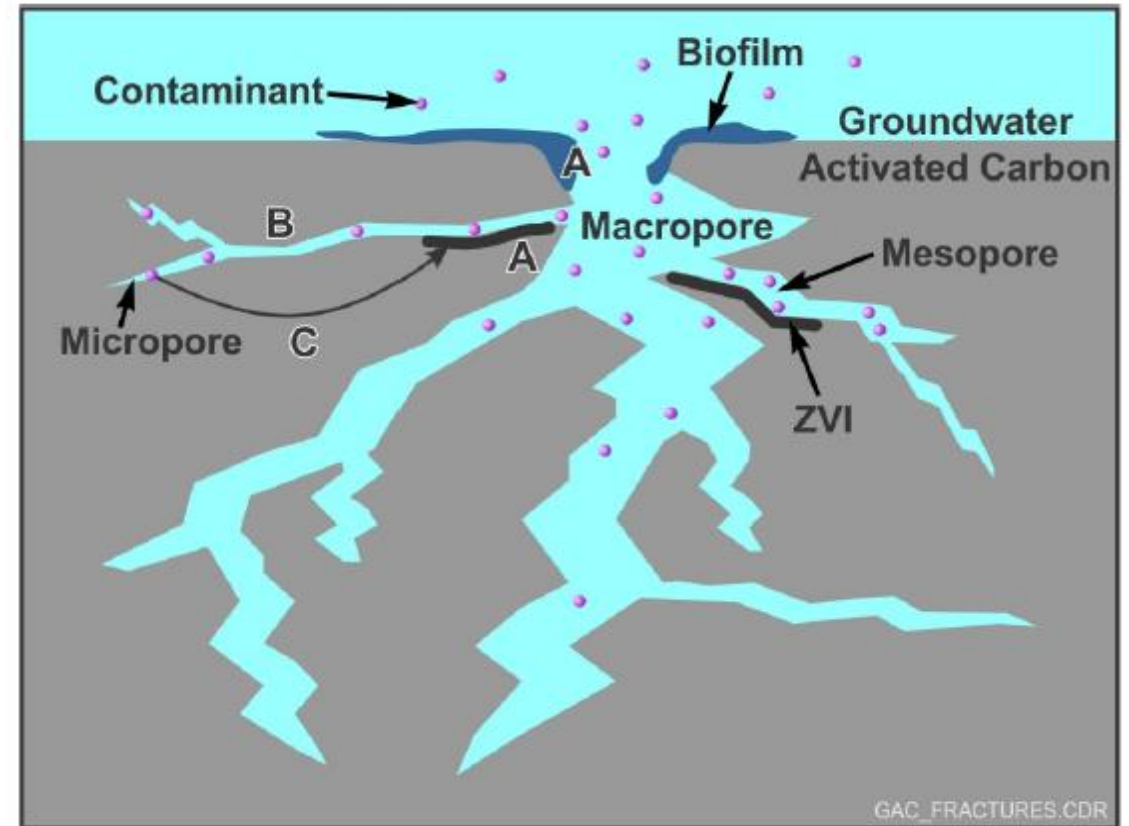 Biofilm
Contaminant
Groundwater
Activated Carbon
A
B
Macropore
A
Mesopore
Micropore
C
ZVI
GAC_FRACTURES.CDR